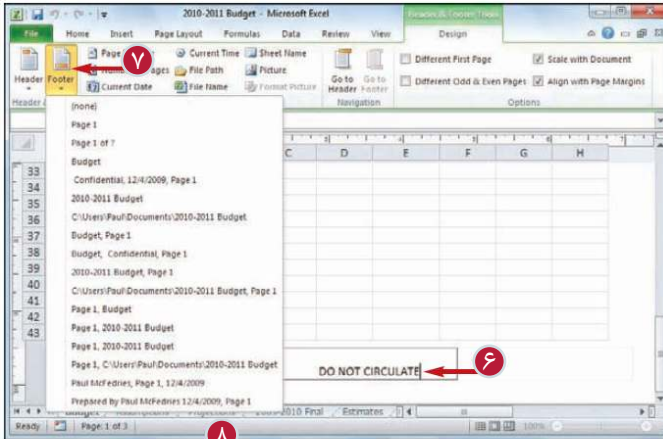 2010-2011 Budget - Microsoft Excel
Header & Footer Tools
File Home Insert Page Layout Formulas Data Review View Design
Current Time Sheet Name
File Path Picture
Current Date File Name Format Picture
Header Footer
Go to Header Go to Footer
Navigation
Different First Page Scale with Document
Different Odd & Even Pages Align with Page Margins
Options
۷
(none)
Page 1
Page 1 of ?
Budget
Confidential, 12/4/2009, Page 1
2010-2011 Budget
C:\Users\Paul\Documents\2010-2011 Budget
Budget, Page 1
Budget, Confidential, Page 1
2010-2011 Budget, Page 1
C:\Users\Paul\Documents\2010-2011 Budget, Page 1
Page 1, Budget
Page 1, 2010-2011 Budget
Page 1, 2010-2011 Budget
Page 1, C:\Users\Paul\Documents\2010-2011 Budget
Paul McFedries, Page 1, 12/4/2009
Prepared by Paul McFedries 12/4/2009, Page 1
C D E F G H
33
34
35
36
37
38
39
40
41
42
43
DO NOT CIRCULATE
۶
2010 Final Estimates
۸
Ready Page: 1 of 3 100%